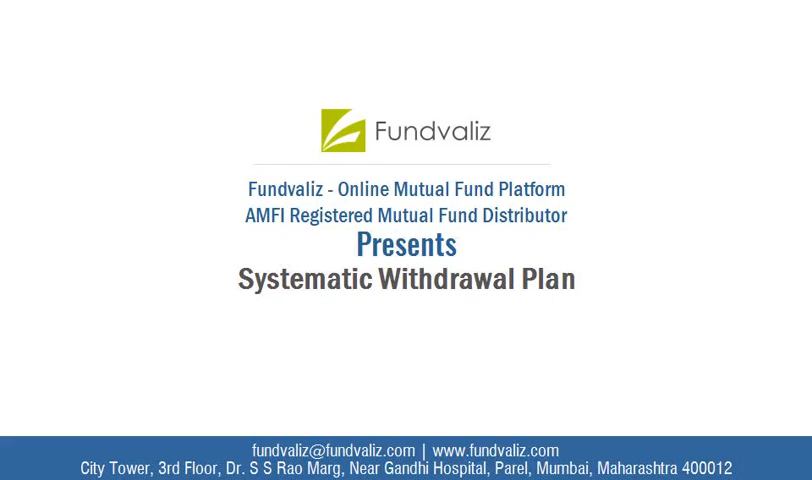 Fundvaliz
Fundvaliz - Online Mutual Fund Platform
AMFI Registered Mutual Fund Distributor
Presents
Systematic Withdrawal Plan
fundvaliz@fundvaliz.com | www.fundvaliz.com
City Tower, 3rd Floor, Dr. S S Rao Marg, Near Gandhi Hospital, Parel, Mumbai, Maharashtra 400012